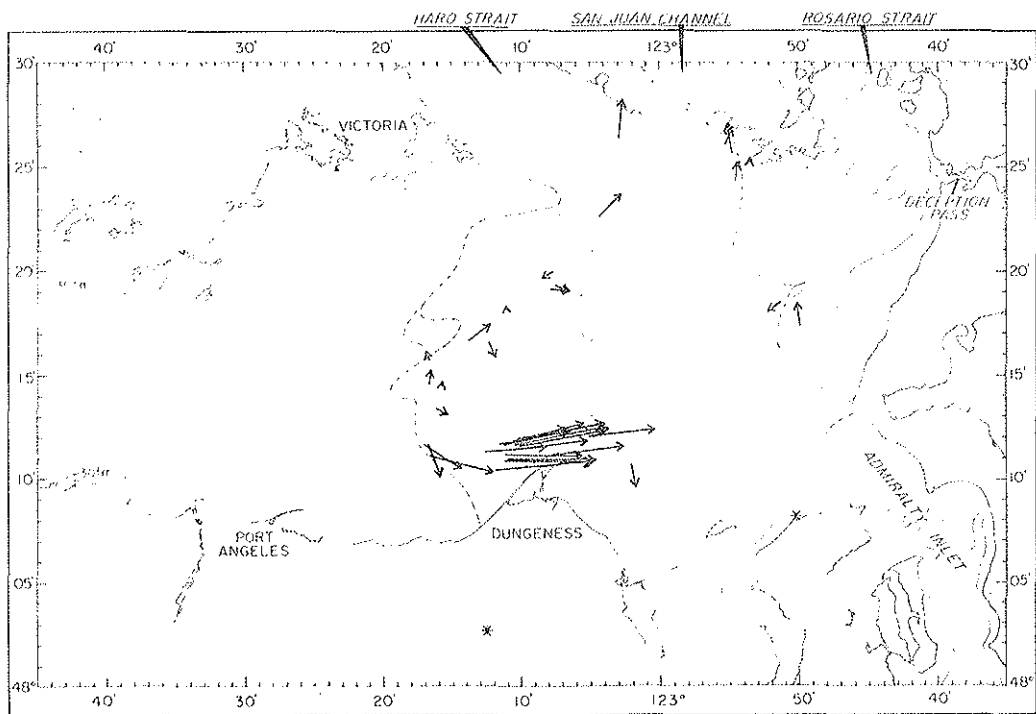 HARO STRAIT SAN JUAN CHANNEL ROSARIO STRAIT
40' 30' 20' 10' 123° 50' 40'
30' 30'
VICTORIA
25' 25'
DECEPTION
PASS
20' 20'
15' 15'
10' 10'
ADMIRALTY INLET
PORT
ANGELES
DUNGENESS
05' 05'
48° 48°
40' 30' 20' 10' 123° 50' 40'